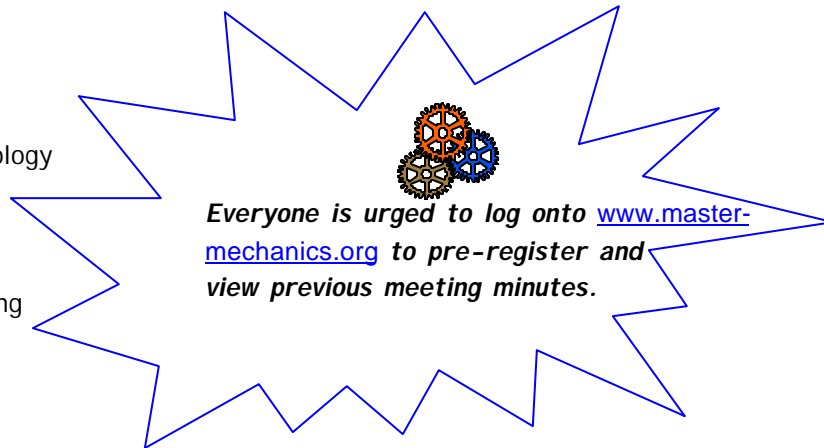 ology
Everyone is urged to log onto www.master-
mechanics.org to pre-register and
view previous meeting minutes.
ng